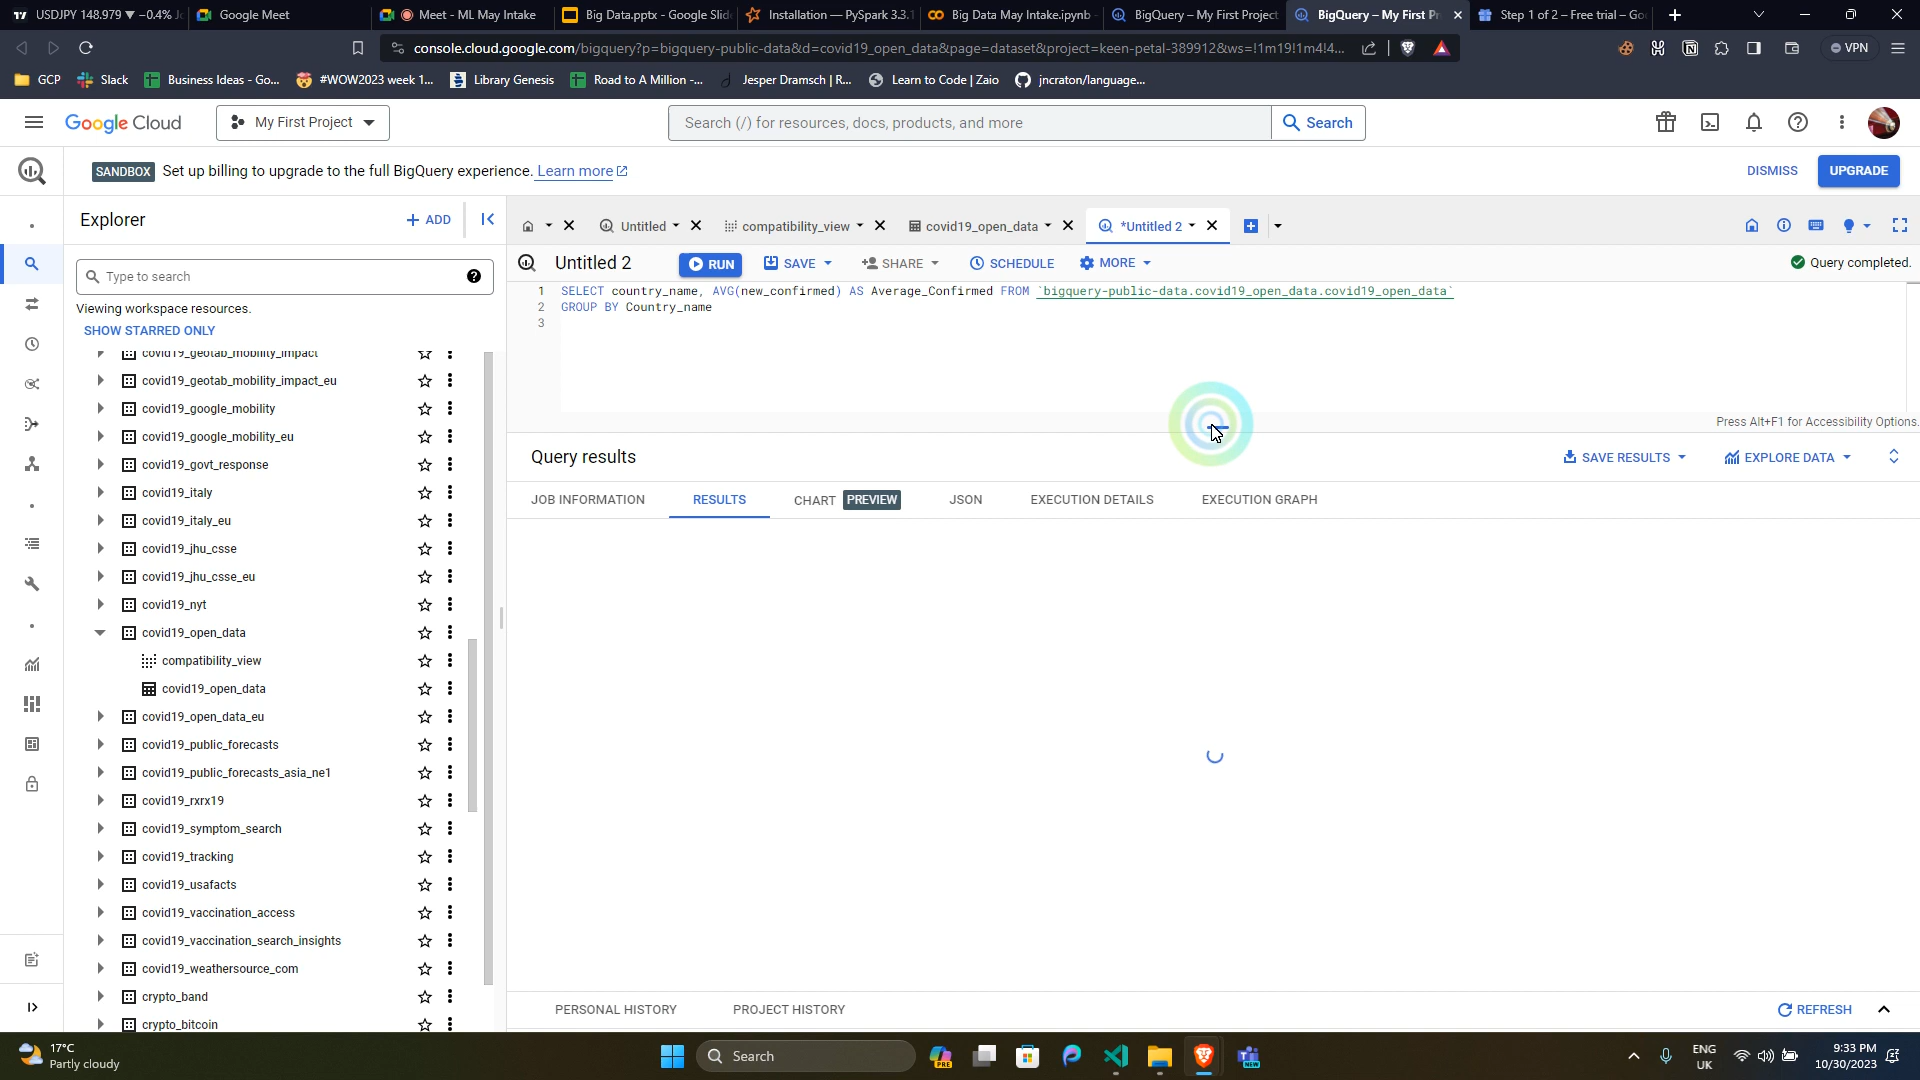 USDJPY 148.979 ▼ −0.4%
Google Meet
Meet - ML May Intake
Big Data.pptx - Google Slid
Installation — PySpark 3.3.1
Big Data May Intake.ipynb
BigQuery – My First Project
BigQuery – My First P
Step 1 of 2 – Free trial – Go
console.cloud.google.com/bigquery?p=bigquery-public-data&d=covid19_open_data&page=dataset&project=keen-petal-389912&ws=!1m19!1m4!4...
VPN
GCP
Slack
Business Ideas - Go...
#WOW2023 week 1...
Library Genesis
Road to A Million -...
Jesper Dramsch | R...
Learn to Code | Zaio
jncraton/language...
Google Cloud
My First Project
Search (/) for resources, docs, products, and more
Search
SANDBOX Set up billing to upgrade to the full BigQuery experience. Learn more
DISMISS
UPGRADE
Explorer
+ ADD
Untitled
compatibility_view
covid19_open_data
*Untitled 2
Type to search
Untitled 2
RUN
SAVE
SHARE
SCHEDULE
MORE
Query completed.
Viewing workspace resources.
SHOW STARRED ONLY
1 SELECT country_name, AVG(new_confirmed) AS Average_Confirmed FROM `bigquery-public-data.covid19_open_data.covid19_open_data`
2 GROUP BY Country_name
3
Press Alt+F1 for Accessibility Options.
covid19_geotab_mobility_impact
covid19_geotab_mobility_impact_eu
covid19_google_mobility
covid19_google_mobility_eu
covid19_govt_response
covid19_italy
covid19_italy_eu
covid19_jhu_csse
covid19_jhu_csse_eu
covid19_nyt
covid19_open_data
compatibility_view
covid19_open_data
covid19_open_data_eu
covid19_public_forecasts
covid19_public_forecasts_asia_ne1
covid19_rxrx19
covid19_symptom_search
covid19_tracking
covid19_usafacts
covid19_vaccination_access
covid19_vaccination_search_insights
covid19_weathersource_com
crypto_band
crypto_bitcoin
Query results
SAVE RESULTS
EXPLORE DATA
JOB INFORMATION
RESULTS
CHART PREVIEW
JSON
EXECUTION DETAILS
EXECUTION GRAPH
PERSONAL HISTORY
PROJECT HISTORY
REFRESH
17°C
Partly cloudy
Search
PRE
NEW
ENG
UK
9:33 PM
10/30/2023